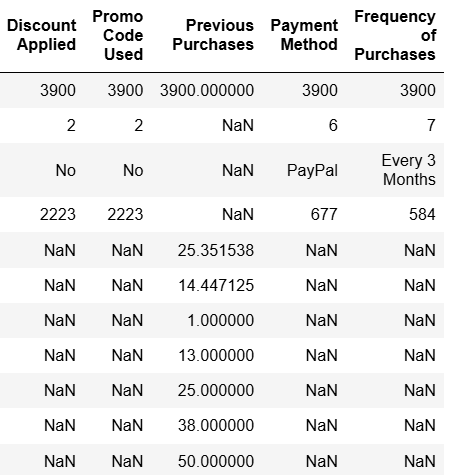 Discount Applied Promo Code Used Previous Purchases Payment Method Frequency of Purchases
3900 3900 3900.000000 3900 3900
2 2 NaN 6 7
No No NaN PayPal Every 3 Months
2223 2223 NaN 677 584
NaN NaN 25.351538 NaN NaN
NaN NaN 14.447125 NaN NaN
NaN NaN 1.000000 NaN NaN
NaN NaN 13.000000 NaN NaN
NaN NaN 25.000000 NaN NaN
NaN NaN 38.000000 NaN NaN
NaN NaN 50.000000 NaN NaN